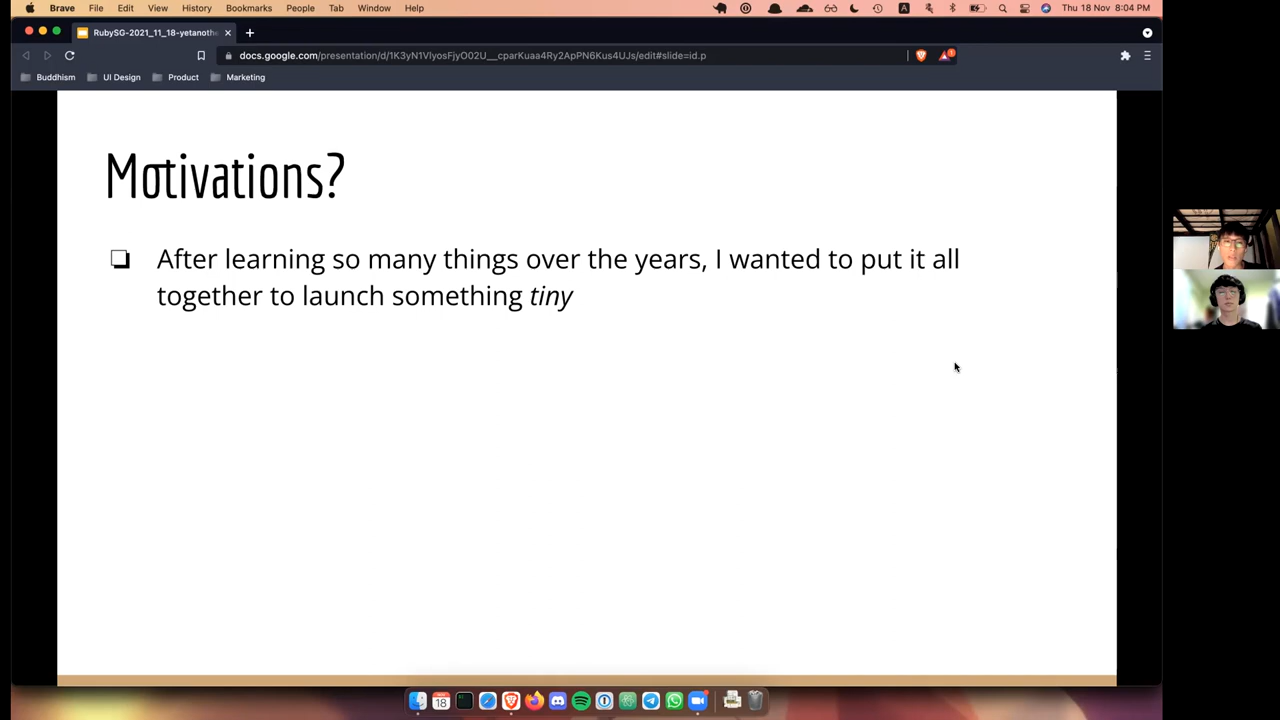 Brave File Edit View History Bookmarks People Tab Window Help
Thu 18 Nov 8:04 PM
RubySG-2021_11_18-yetanothe
docs.google.com/presentation/d/1K3yN1VlyosFjyO02U__cparKuaa4Ry2ApPN6Kus4UJs/edit#slide=id.p
Buddhism UI Design Product Marketing
Motivations?
❏ After learning so many things over the years, I wanted to put it all
together to launch something tiny
18